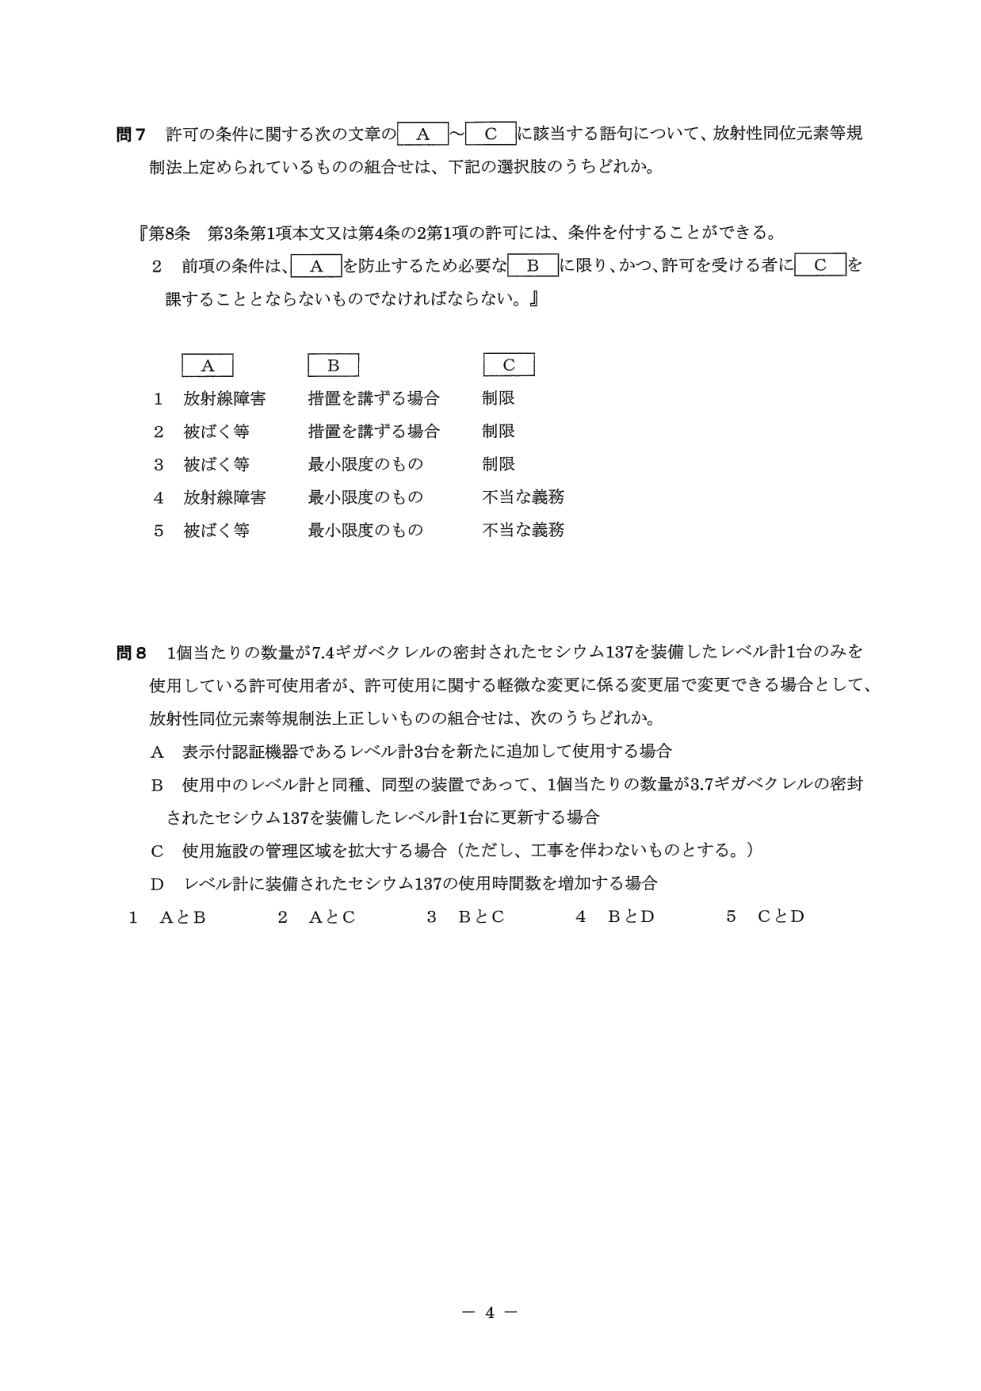 問7　許可の条件に関する次の文章の A ～ C に該当する語句について、放射性同位元素等規
制法上定められているものの組合せは、下記の選択肢のうちどれか。
『第8条　第3条第1項本文又は第4条の2第1項の許可には、条件を付することができる。
2　前項の条件は、 A を防止するため必要な B に限り、かつ、許可を受ける者に C を
課することとならないものでなければならない。』
A　B　C
1　放射線障害　措置を講ずる場合　制限
2　被ばく等　措置を講ずる場合　制限
3　被ばく等　最小限度のもの　制限
4　放射線障害　最小限度のもの　不当な義務
5　被ばく等　最小限度のもの　不当な義務
問8　1個当たりの数量が7.4ギガベクレルの密封されたセシウム137を装備したレベル計1台のみを
使用している許可使用者が、許可使用に関する軽微な変更に係る変更届で変更できる場合として、
放射性同位元素等規制法上正しいものの組合せは、次のうちどれか。
A　表示付認証機器であるレベル計3台を新たに追加して使用する場合
B　使用中のレベル計と同種、同型の装置であって、1個当たりの数量が3.7ギガベクレルの密封
されたセシウム137を装備したレベル計1台に更新する場合
C　使用施設の管理区域を拡大する場合（ただし、工事を伴わないものとする。）
D　レベル計に装備されたセシウム137の使用時間数を増加する場合
1　AとB　2　AとC　3　BとC　4　BとD　5　CとD
― 4 ―